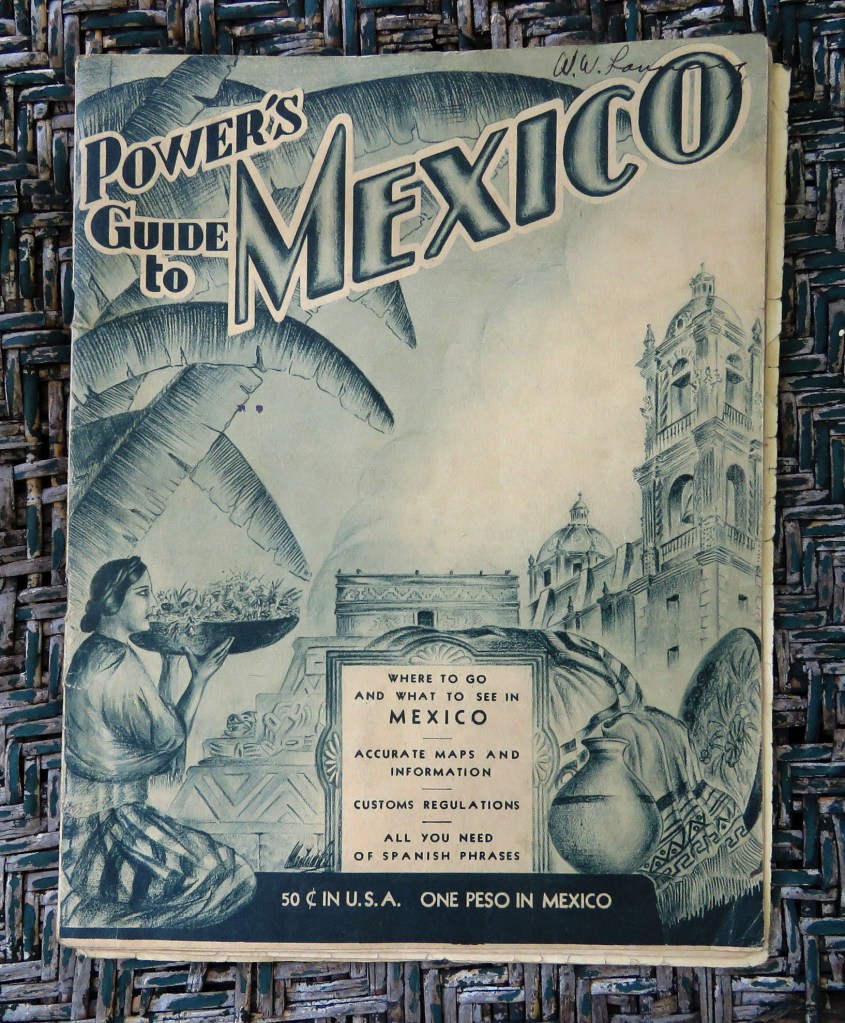 W.W.
POWER'S
GUIDE
to
MEXICO
WHERE TO GO
AND WHAT TO SEE IN
MEXICO
ACCURATE MAPS AND
INFORMATION
CUSTOMS REGULATIONS
ALL YOU NEED
OF SPANISH PHRASES
50 ¢ IN U.S.A. ONE PESO IN MEXICO